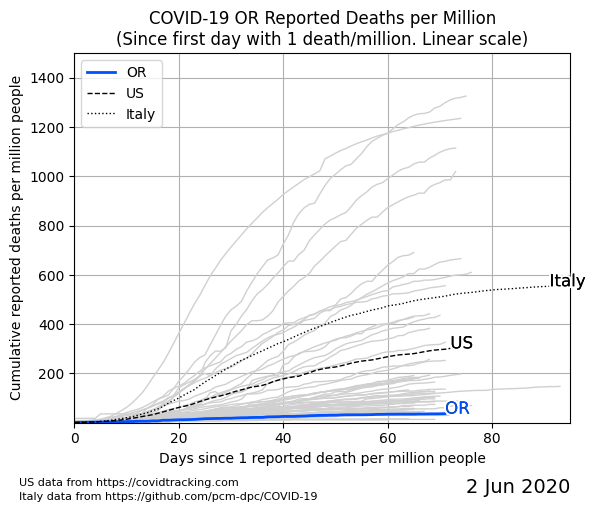 COVID-19 OR Reported Deaths per Million
(Since first day with 1 death/million. Linear scale)
OR
US
Italy
1400
1200
1000
800
600
400
200
Cumulative reported deaths per million people
Italy
US
OR
0 20 40 60 80
Days since 1 reported death per million people
US data from https://covidtracking.com
Italy data from https://github.com/pcm-dpc/COVID-19
2 Jun 2020